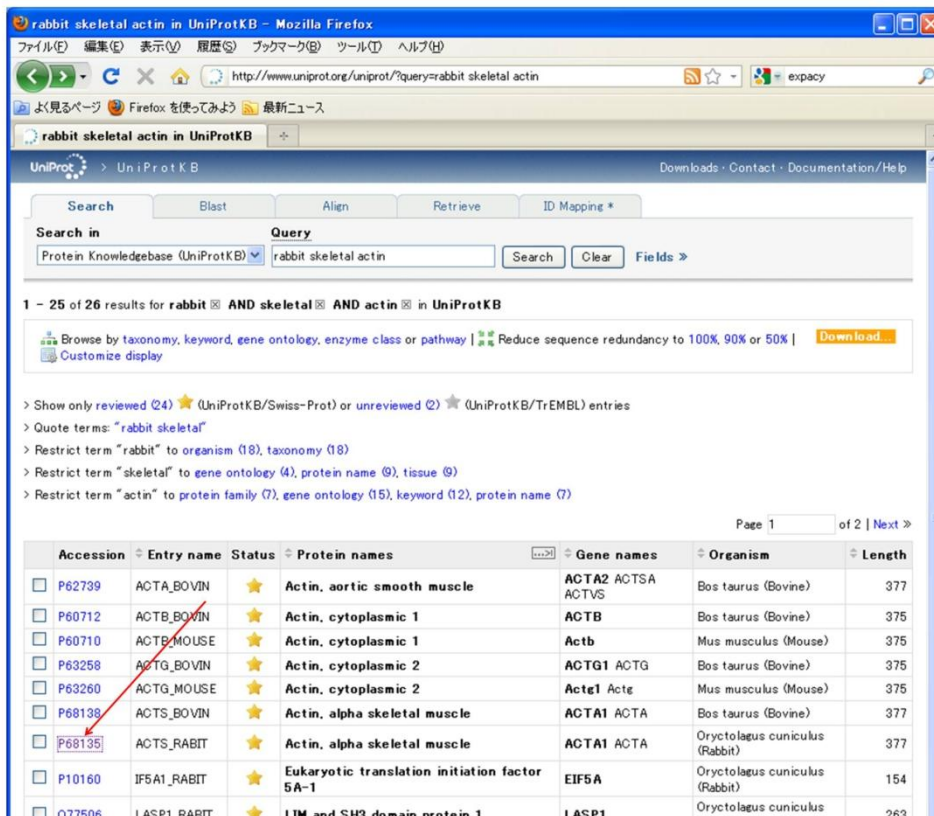 rabbit skeletal actin in UniProtKB - Mozilla Firefox
ファイル(F) 編集(E) 表示(V) 履歴(S) ブックマーク(B) ツール(T) ヘルプ(H)
http://www.uniprot.org/uniprot/?query=rabbit skeletal actin expacy
よく見るページ Firefox を使ってみよう 最新ニュース
rabbit skeletal actin in UniProtKB
UniProt > UniProtKB Downloads · Contact · Documentation/Help
Search Blast Align Retrieve ID Mapping *
Search in Query
Protein Knowledgebase (UniProtKB) rabbit skeletal actin Search Clear Fields »
1 - 25 of 26 results for rabbit AND skeletal AND actin in UniProtKB
Browse by taxonomy, keyword, gene ontology, enzyme class or pathway | Reduce sequence redundancy to 100%, 90% or 50% | Download...
Customize display
> Show only reviewed (24) (UniProtKB/Swiss-Prot) or unreviewed (2) (UniProtKB/TrEMBL) entries
> Quote terms: "rabbit skeletal"
> Restrict term "rabbit" to organism (18), taxonomy (18)
> Restrict term "skeletal" to gene ontology (4), protein name (9), tissue (9)
> Restrict term "actin" to protein family (7), gene ontology (15), keyword (12), protein name (7)
Page 1 of 2 | Next »
Accession Entry name Status Protein names Gene names Organism Length
P62739 ACTA_BOVIN Actin, aortic smooth muscle ACTA2 ACTSA ACTVS Bos taurus (Bovine) 377
P60712 ACTB_BOVIN Actin, cytoplasmic 1 ACTB Bos taurus (Bovine) 375
P60710 ACTB_MOUSE Actin, cytoplasmic 1 Actb Mus musculus (Mouse) 375
P63258 ACTG_BOVIN Actin, cytoplasmic 2 ACTG1 ACTG Bos taurus (Bovine) 375
P63260 ACTG_MOUSE Actin, cytoplasmic 2 Actg1 Actg Mus musculus (Mouse) 375
P68138 ACTS_BOVIN Actin, alpha skeletal muscle ACTA1 ACTA Bos taurus (Bovine) 377
P68135 ACTS_RABIT Actin, alpha skeletal muscle ACTA1 ACTA Oryctolagus cuniculus (Rabbit) 377
P10160 IF5A1_RABIT Eukaryotic translation initiation factor 5A-1 EIF5A Oryctolagus cuniculus (Rabbit) 154
O77506 LASP1_RABIT LIM and SH3 domain protein 1 LASP1 Oryctolagus cuniculus 263